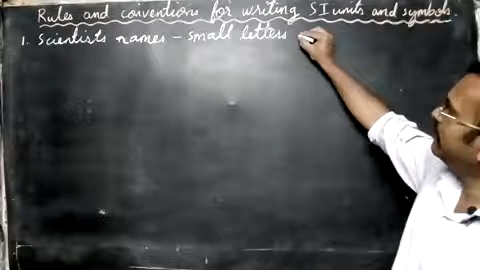 Rules and conventions for writing SI units and symbols.
1. Scientists names - small letters